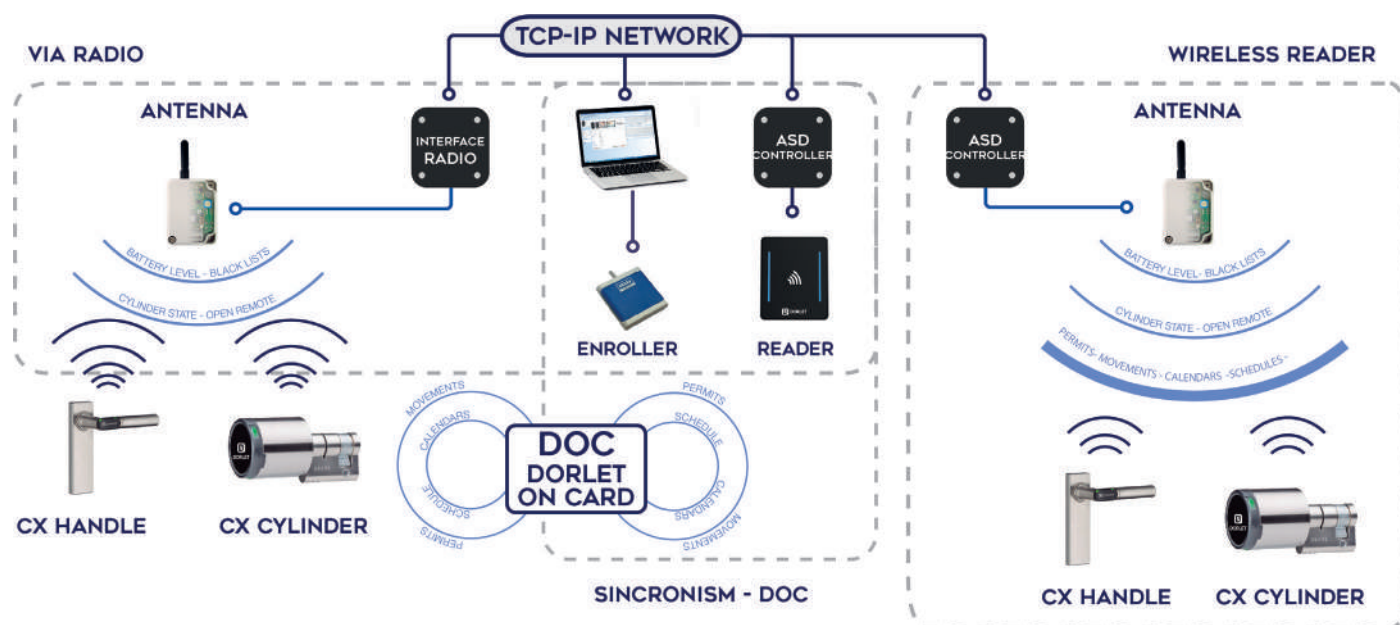 TCP-IP NETWORK
VIA RADIO
WIRELESS READER
ANTENNA
INTERFACE
RADIO
ASD
CONTROLLER
ASD
CONTROLLER
ANTENNA
BATTERY LEVEL - BLACK LISTS
CYLINDER STATE - OPEN REMOTE
ENROLLER
DORLET
READER
BATTERY LEVEL- BLACK LISTS
CYLINDER STATE - OPEN REMOTE
PERMITS- MOVEMENTS - CALENDARS -SCHEDULES -
MOVEMENTS
CALENDARS
SCHEDULE
PERMITS
DOC
DORLET
ON CARD
PERMITS
SCHEDULE
CALENDARS
MOVEMENTS
DORLET
CX HANDLE
CX CYLINDER
SINCRONISM - DOC
DORLET
CX HANDLE
CX CYLINDER